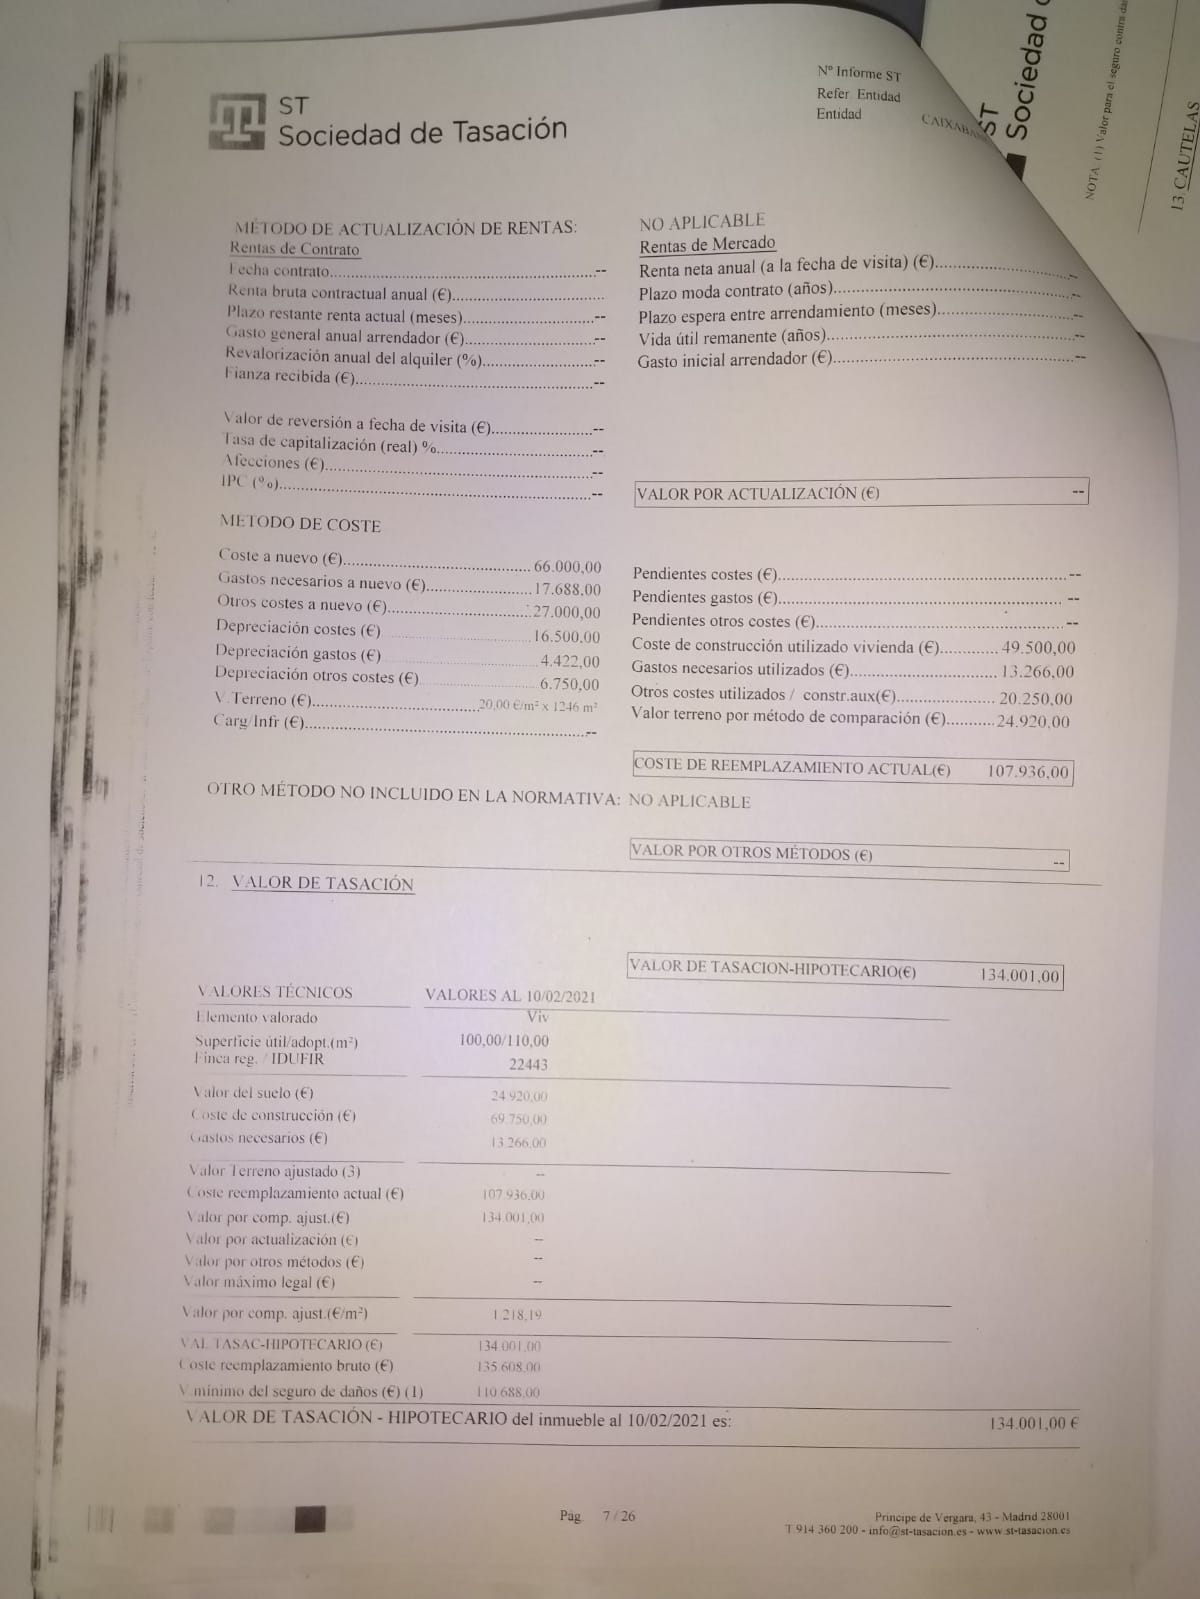 ST
Sociedad de Tasación
Nº Informe ST
Refer. Entidad
Entidad
ST
Sociedad
NOTA. (1) Valor para el seguro contra
13. CAUTELAS
MÉTODO DE ACTUALIZACIÓN DE RENTAS:
NO APLICABLE
Rentas de Contrato
Rentas de Mercado
Fecha contrato............--
Renta neta anual (a la fecha de visita) (€)............--
Renta bruta contractual anual (€)............
Plazo moda contrato (años)............--
Plazo restante renta actual (meses)............--
Plazo espera entre arrendamiento (meses)............--
Gasto general anual arrendador (€)............--
Vida útil remanente (años)............--
Revalorización anual del alquiler (%)............--
Gasto inicial arrendador (€)............--
Fianza recibida (€)............--
Valor de reversión a fecha de visita (€)............--
Tasa de capitalización (real) %............--
Afecciones (€)............--
IPC (%)............--
VALOR POR ACTUALIZACIÓN (€) --
METODO DE COSTE
Coste a nuevo (€)............66.000,00
Pendientes costes (€)............--
Gastos necesarios a nuevo (€)............17.688,00
Pendientes gastos (€)............--
Otros costes a nuevo (€)............27.000,00
Pendientes otros costes (€)............--
Depreciación costes (€)............16.500,00
Coste de construcción utilizado vivienda (€)............49.500,00
Depreciación gastos (€)............4.422,00
Gastos necesarios utilizados (€)............13.266,00
Depreciación otros costes (€)............6.750,00
Otros costes utilizados / constr.aux(€)............20.250,00
V.Terreno (€)............20,00 €/m² x 1246 m²
Valor terreno por método de comparación (€)..........24.920,00
Carg/Infr (€)............--
COSTE DE REEMPLAZAMIENTO ACTUAL(€) 107.936,00
OTRO MÉTODO NO INCLUIDO EN LA NORMATIVA: NO APLICABLE
VALOR POR OTROS MÉTODOS (€) --
12. VALOR DE TASACIÓN
VALOR DE TASACION-HIPOTECARIO(€) 134.001,00
VALORES TÉCNICOS VALORES AL 10/02/2021
Elemento valorado Viv
Superficie útil/adopt.(m²) 100,00/110,00
Finca reg. / IDUFIR 22443
Valor del suelo (€) 24.920,00
Coste de construcción (€) 69.750,00
Gastos necesarios (€) 13.266,00
Valor Terreno ajustado (3) --
Coste reemplazamiento actual (€) 107.936,00
Valor por comp. ajust.(€) 134.001,00
Valor por actualización (€) --
Valor por otros métodos (€) --
Valor máximo legal (€) --
Valor por comp. ajust.(€/m²) 1.218,19
VAL.TASAC-HIPOTECARIO (€) 134.001,00
Coste reemplazamiento bruto (€) 135.608,00
V.mínimo del seguro de daños (€) (1) 110.688,00
VALOR DE TASACIÓN - HIPOTECARIO del inmueble al 10/02/2021 es: 134.001,00 €
Pág. 7 / 26
Príncipe de Vergara, 43 - Madrid 28001
T 914 360 200 - info@st-tasacion.es - www.st-tasacion.es